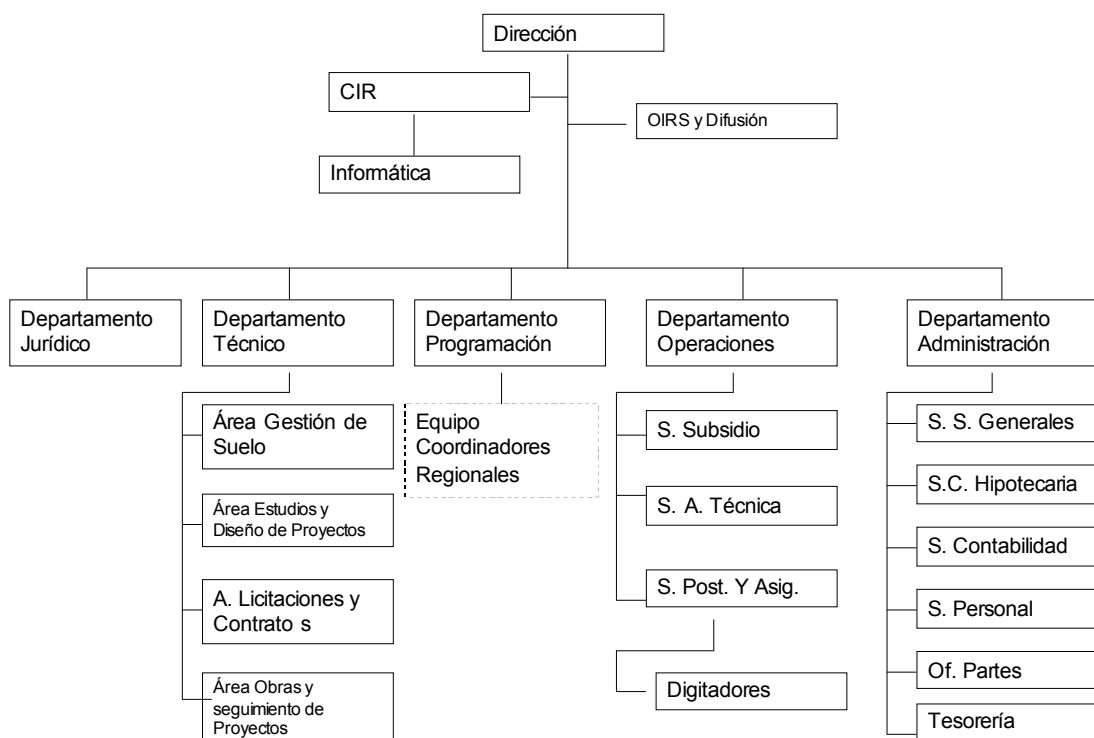 Dirección
CIR
OIRS y Difusión
Informática
Departamento
Jurídico
Departamento
Técnico
Departamento
Programación
Departamento
Operaciones
Departamento
Administración
Área Gestión de
Suelo
Área Estudios y
Diseño de Proyectos
A. Licitaciones y
Contrato s
Área Obras y
seguimiento de
Proyectos
Equipo
Coordinadores
Regionales
S. Subsidio
S. A. Técnica
S. Post. Y Asig.
Digitadores
S. S. Generales
S.C. Hipotecaria
S. Contabilidad
S. Personal
Of. Partes
Tesorería